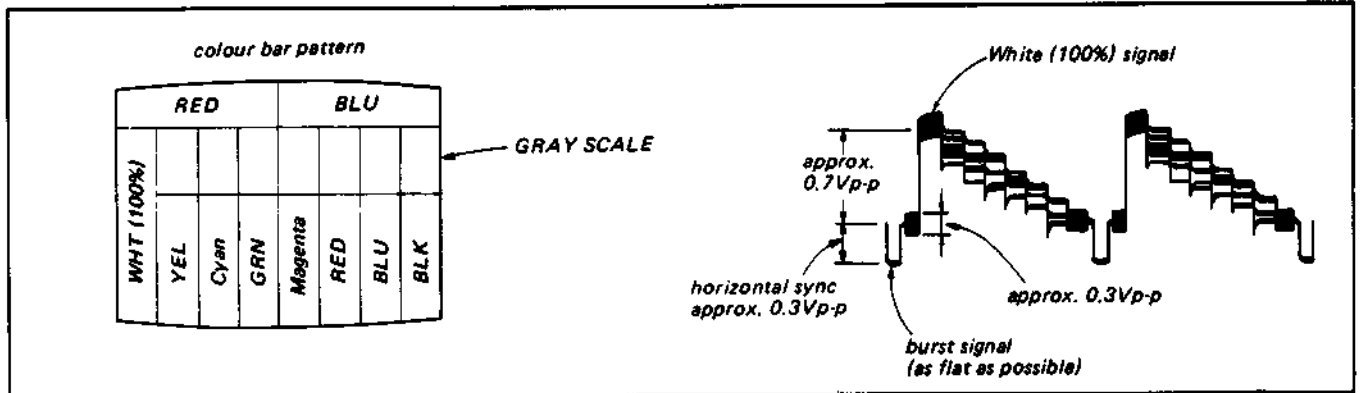 colour bar pattern
RED
BLU
GRAY SCALE
WHT (100%)
YEL
Cyan
GRN
Magenta
RED
BLU
BLK
White (100%) signal
approx.
0.7Vp-p
horizontal sync
approx. 0.3Vp-p
approx. 0.3Vp-p
burst signal
(as flat as possible)